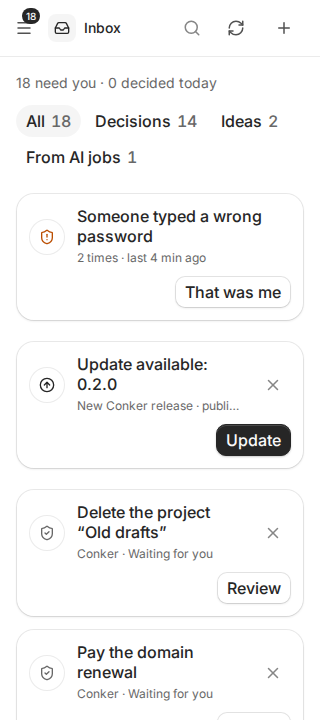 18
Inbox
18 need you · 0 decided today
All 18 Decisions 14 Ideas 2
From AI jobs 1
Someone typed a wrong
password
2 times · last 4 min ago
That was me
Update available:
0.2.0
New Conker release · publi...
Update
Delete the project
“Old drafts”
Conker · Waiting for you
Review
Pay the domain
renewal
Conker · Waiting for you